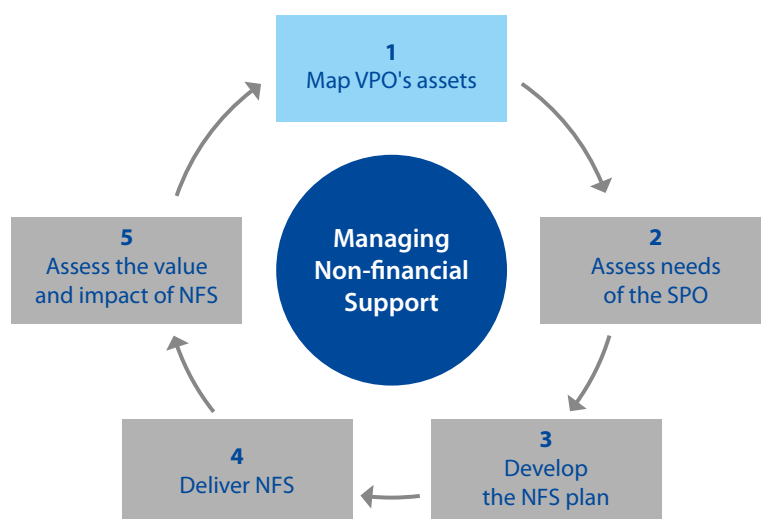 1
Map VPO's assets
2
Assess needs
of the SPO
3
Develop
the NFS plan
4
Deliver NFS
5
Assess the value
and impact of NFS
Managing
Non-financial
Support